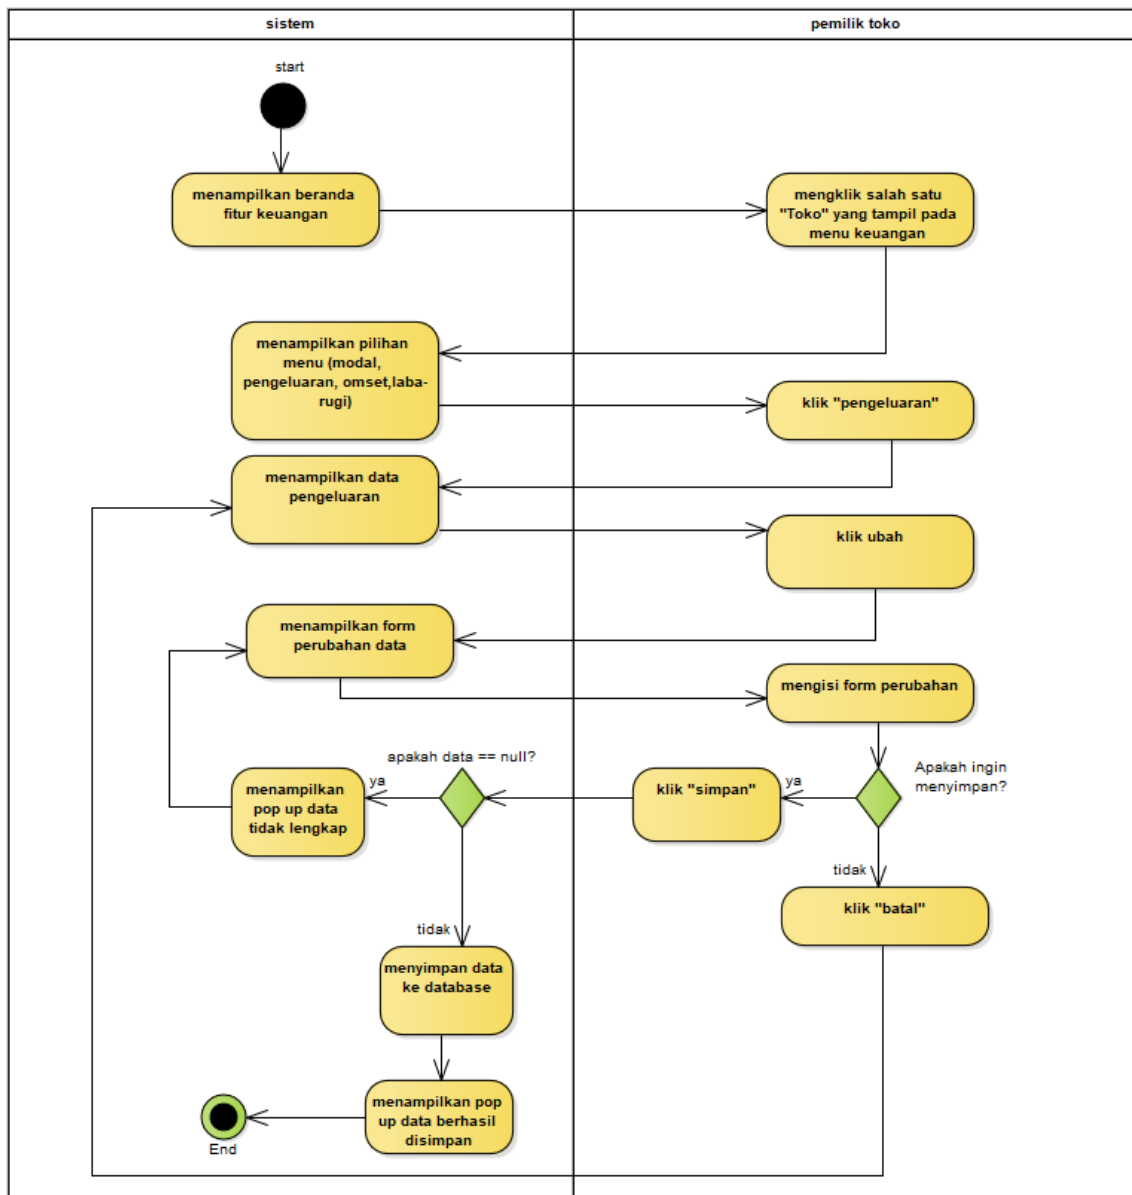 sistem
pemilik toko
start
menampilkan beranda
fitur keuangan
mengklik salah satu
"Toko" yang tampil pada
menu keuangan
menampilkan pilihan
menu (modal,
pengeluaran, omset,laba-
rugi)
klik "pengeluaran"
menampilkan data
pengeluaran
klik ubah
menampilkan form
perubahan data
mengisi form perubahan
apakah data == null?
Apakah ingin
menyimpan?
ya
menampilkan
pop up data
tidak lengkap
klik "simpan"
ya
tidak
klik "batal"
tidak
menyimpan data
ke database
menampilkan pop
up data berhasil
disimpan
End